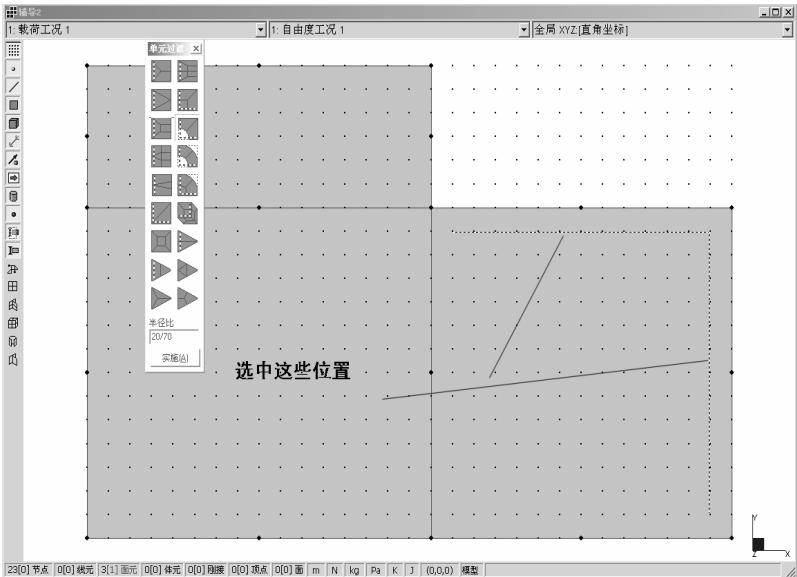 辅导2
1: 载荷工况 1
1: 自由度工况 1
全局 XYZ:[直角坐标]
单元过渡
半径比
20/70
实施(A)
选中这些位置
Y
Z
X
23[0] 节点 0[0] 线元 3[1] 面元 0[0] 体元 0[0] 刚接 0[0] 顶点 0[0] 面 m N kg Pa K J (0,0,0) 模型